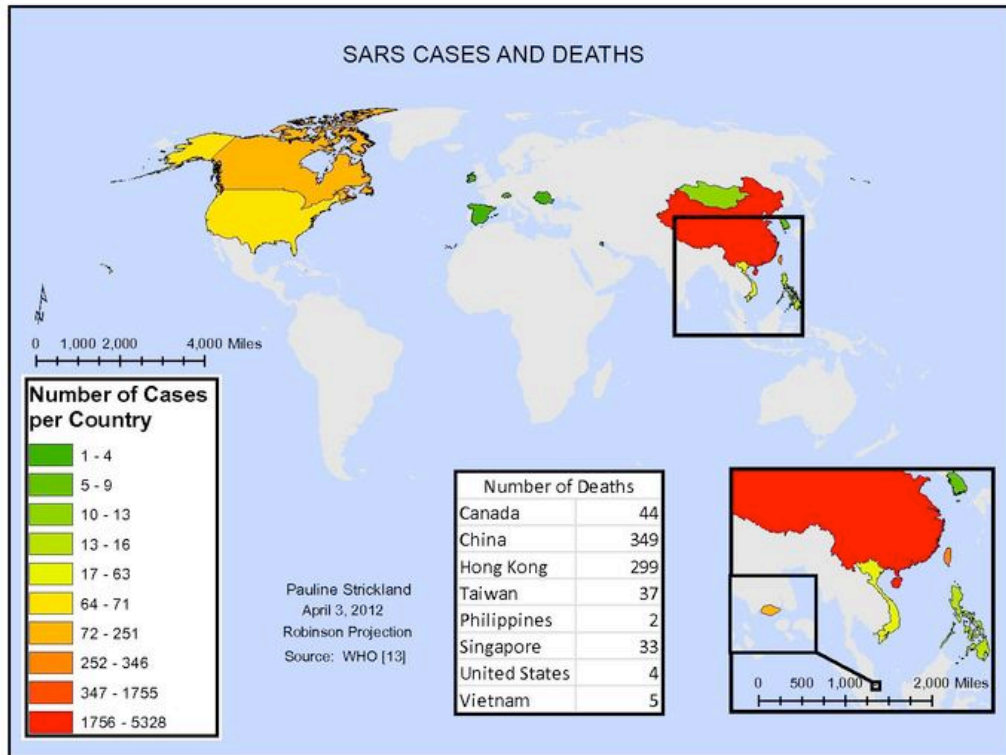 SARS CASES AND DEATHS
0 1,000 2,000 4,000 Miles
Number of Cases
per Country
1 - 4
5 - 9
10 - 13
13 - 16
17 - 63
64 - 71
72 - 251
252 - 346
347 - 1755
1756 - 5328
Pauline Strickland
April 3, 2012
Robinson Projection
Source: WHO [13]
Number of Deaths
Canada 44
China 349
Hong Kong 299
Taiwan 37
Philippines 2
Singapore 33
United States 4
Vietnam 5
0 500 1,000 2,000 Miles